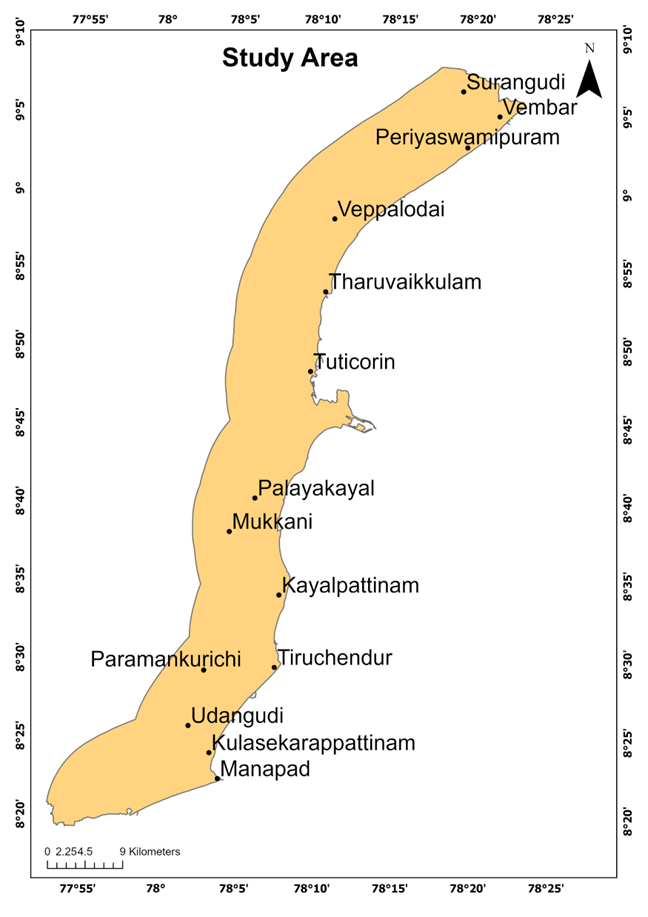 77°55' 78° 78°5' 78°10' 78°15' 78°20' 78°25'
Study Area
N
9°10'
9°5'
9°
8°55'
8°50'
8°45'
8°40'
8°35'
8°30'
8°25'
8°20'
Surangudi
Vembar
Periyaswamipuram
Veppalodai
Tharuvaikkulam
Tuticorin
Palayakayal
Mukkani
Kayalpattinam
Paramankurichi
Tiruchendur
Udangudi
Kulasekarappattinam
Manapad
9°10'
9°5'
9°
8°55'
8°50'
8°45'
8°40'
8°35'
8°30'
8°25'
8°20'
0 2.254.5 9 Kilometers
77°55' 78° 78°5' 78°10' 78°15' 78°20' 78°25'